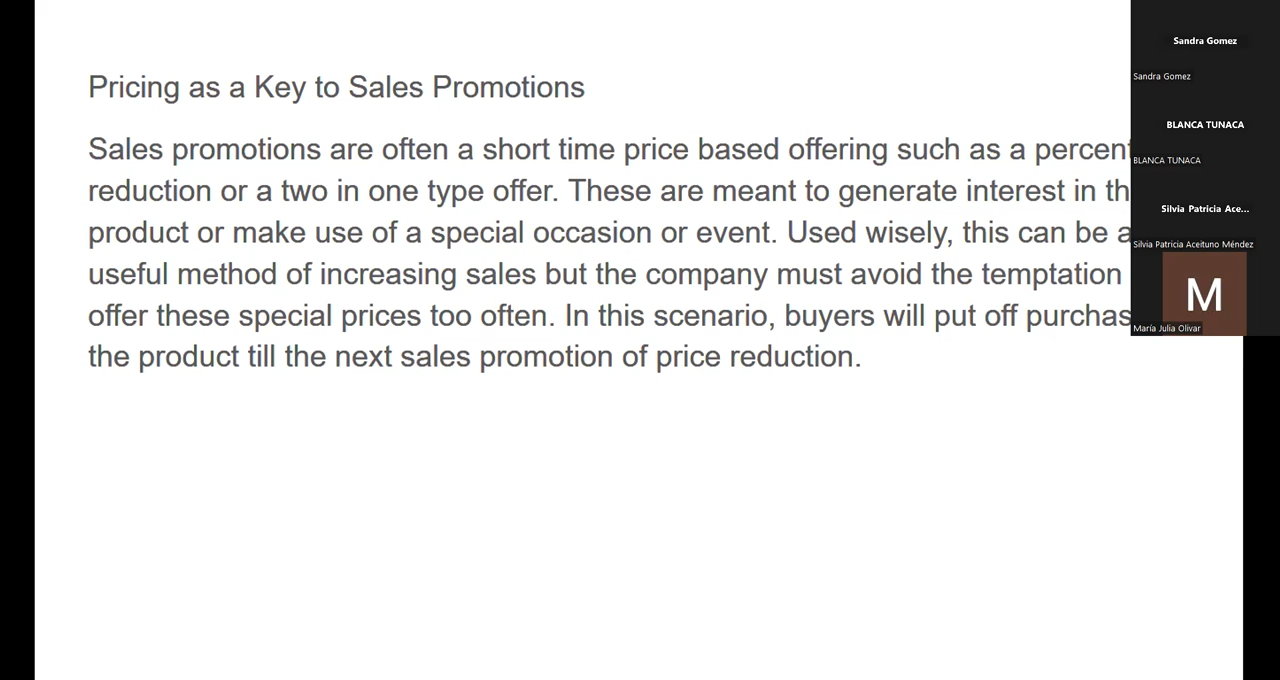 Pricing as a Key to Sales Promotions
Sales promotions are often a short time price based offering such as a percent
reduction or a two in one type offer. These are meant to generate interest in th
product or make use of a special occasion or event. Used wisely, this can be a
useful method of increasing sales but the company must avoid the temptation
offer these special prices too often. In this scenario, buyers will put off purchas
the product till the next sales promotion of price reduction.
Sandra Gomez
Sandra Gomez
BLANCA TUNACA
BLANCA TUNACA
Silvia Patricia Ace...
Silvia Patricia Aceituno Méndez
M
María Julia Olivar